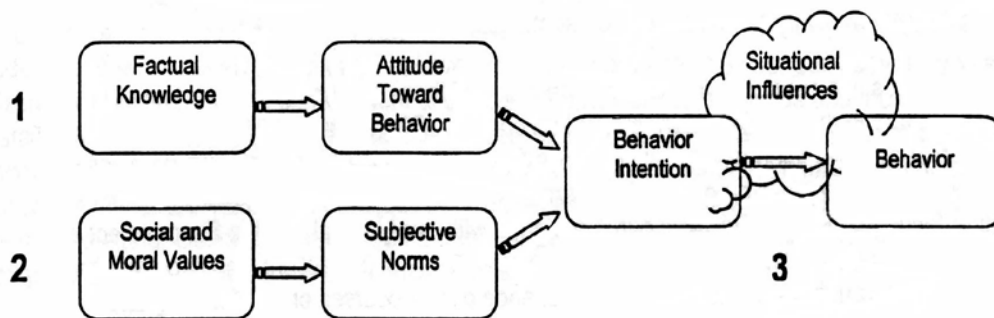 1
Factual
Knowledge
Attitude
Toward
Behavior
Situational
Influences
Behavior
Intention
Behavior
2
Social and
Moral Values
Subjective
Norms
3